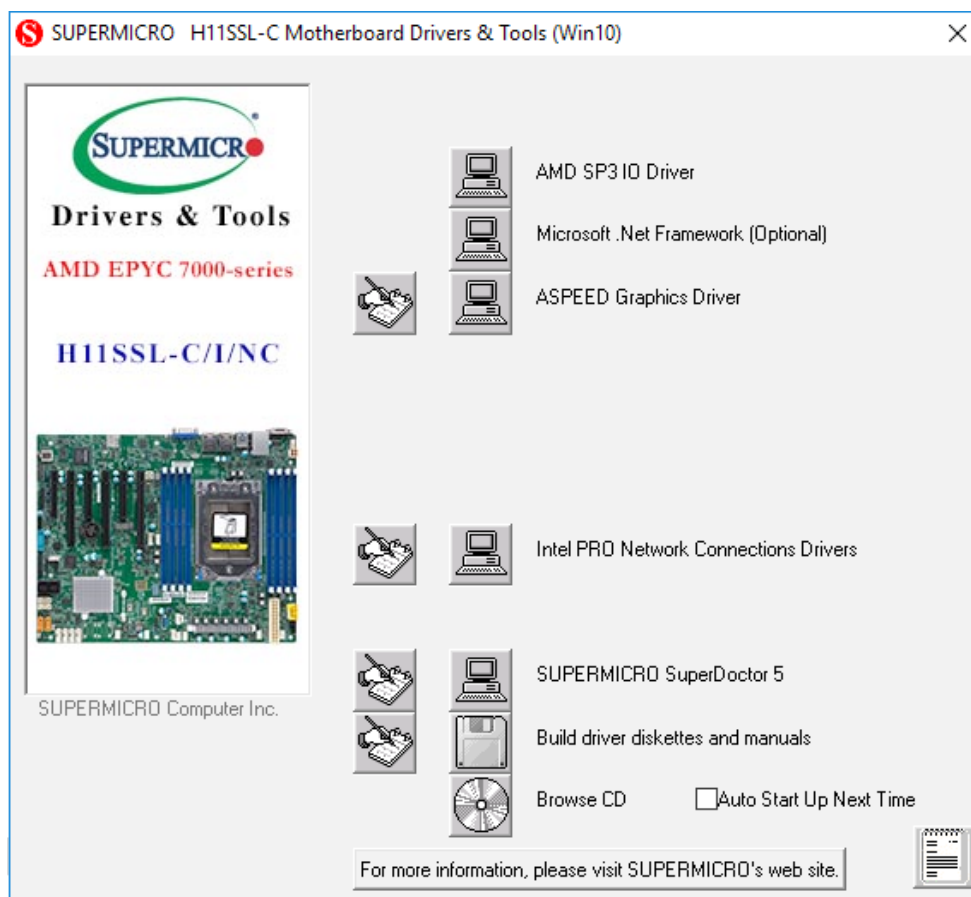 SUPERMICRO H11SSL-C Motherboard Drivers & Tools (Win10)
SUPERMICRO
Drivers & Tools
AMD EPYC 7000-series
H11SSL-C/I/NC
SUPERMICRO Computer Inc.
AMD SP3 IO Driver
Microsoft .Net Framework (Optional)
ASPEED Graphics Driver
Intel PRO Network Connections Drivers
SUPERMICRO SuperDoctor 5
Build driver diskettes and manuals
Browse CD
Auto Start Up Next Time
For more information, please visit SUPERMICRO's web site.